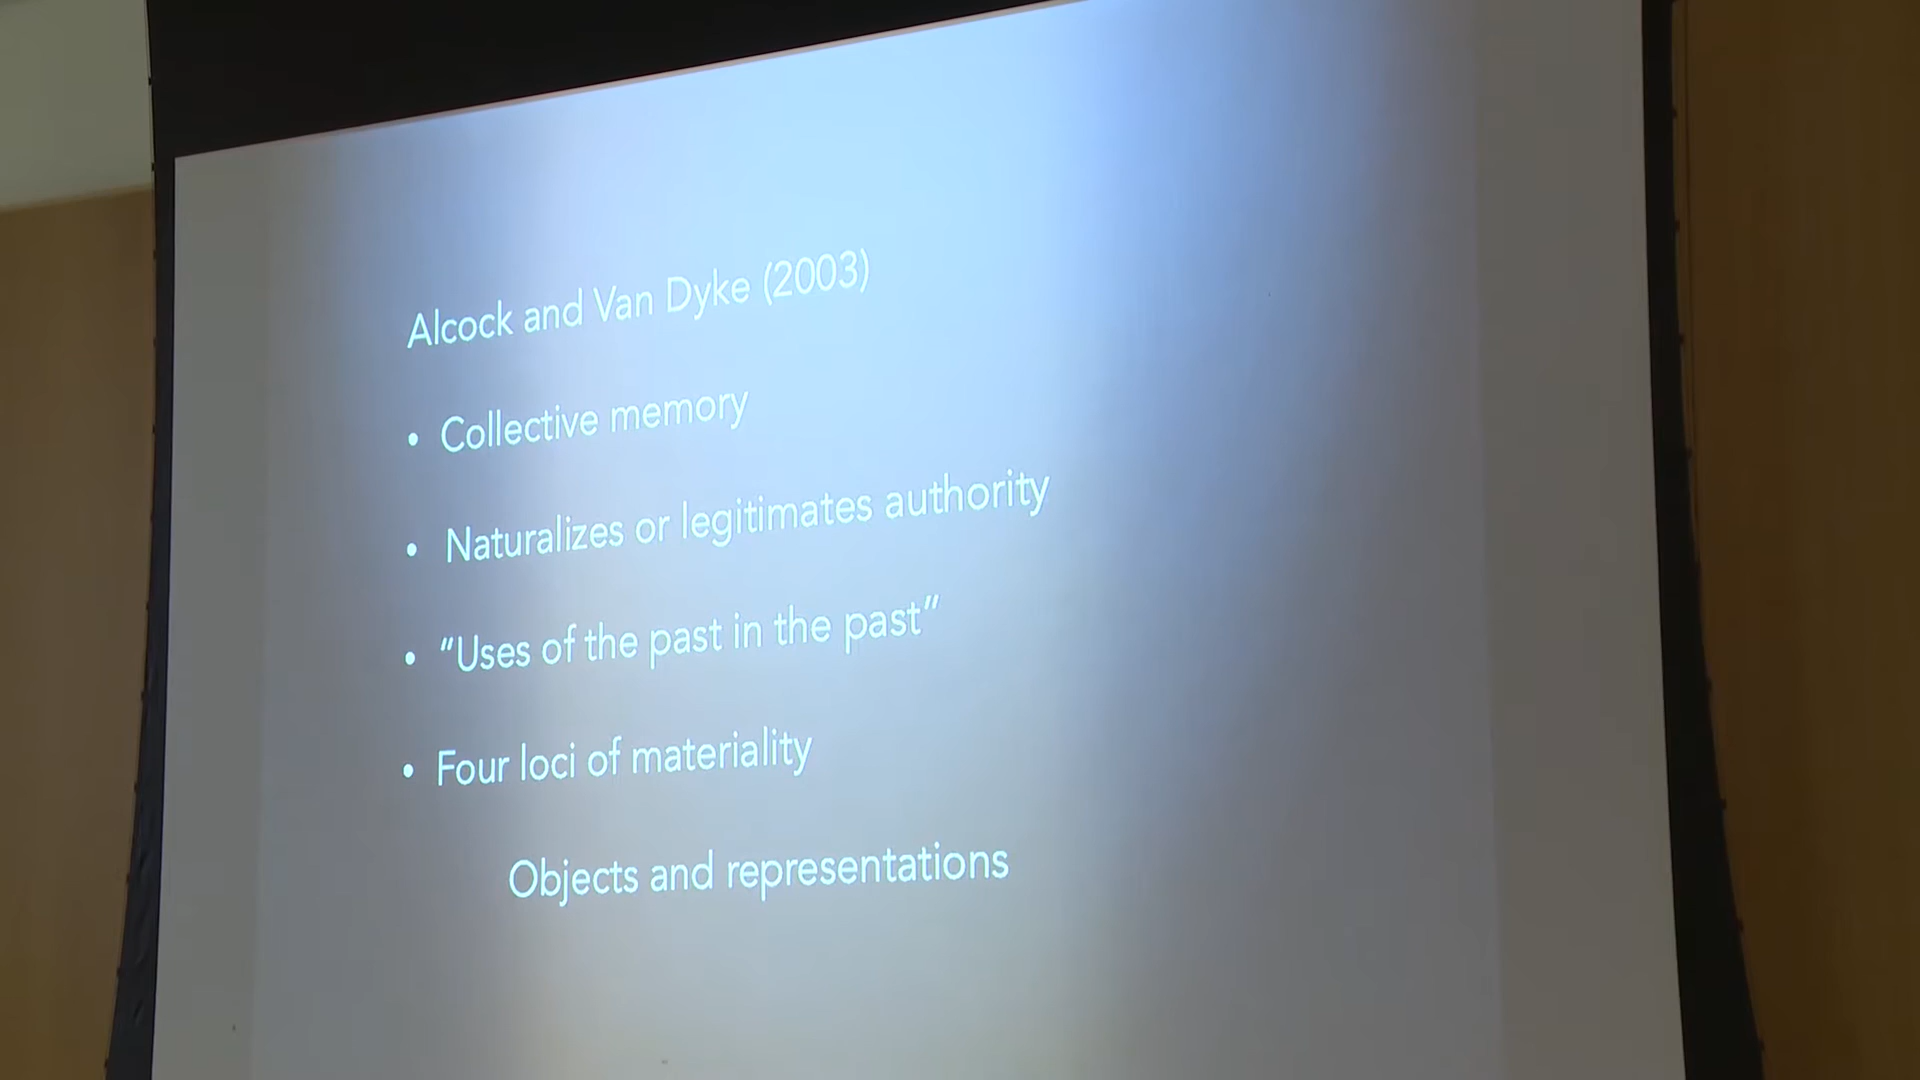 Alcock and Van Dyke (2003)
• Collective memory
• Naturalizes or legitimates authority
• “Uses of the past in the past”
• Four loci of materiality
Objects and representations